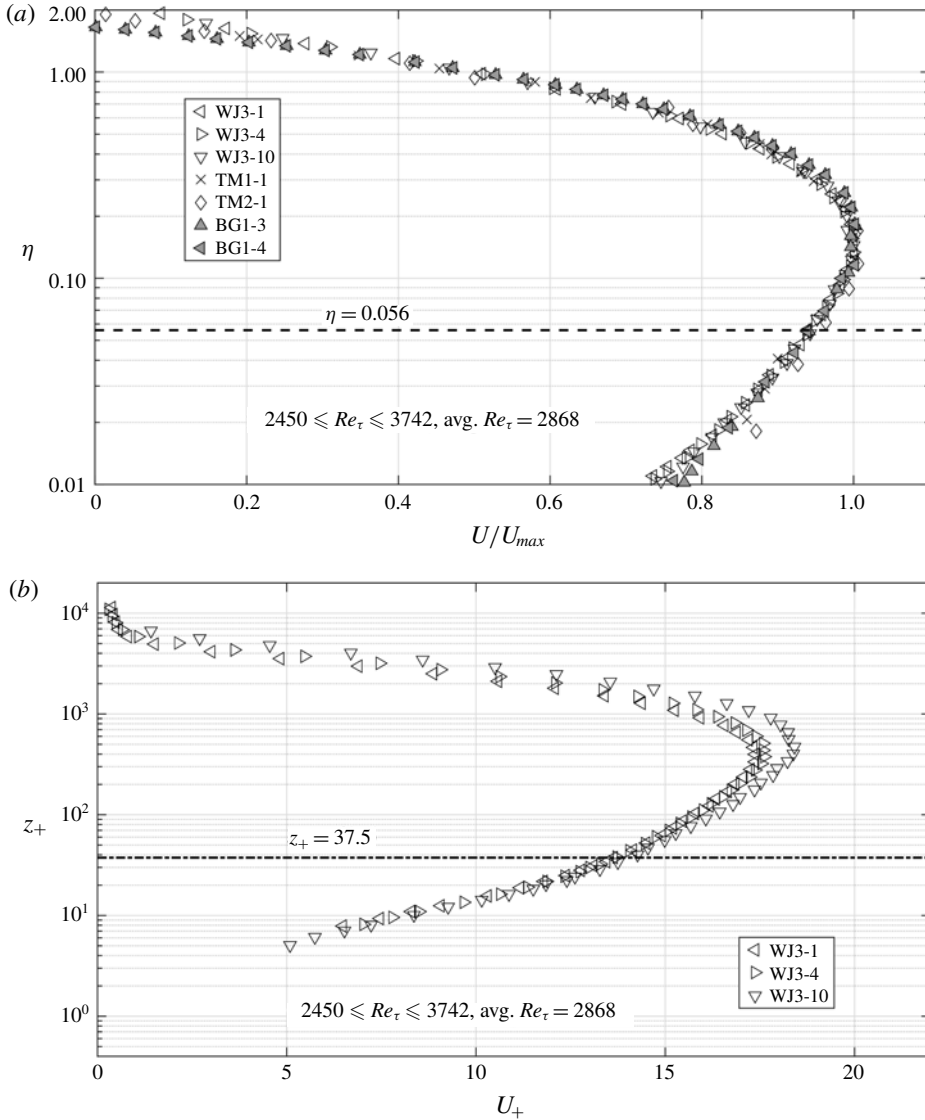 (a)
2.00
1.00
WJ3-1
WJ3-4
WJ3-10
TM1-1
TM2-1
BG1-3
BG1-4
η
0.10
η = 0.056
2450 ⩽ Reτ ⩽ 3742, avg. Reτ = 2868
0.01
0 0.2 0.4 0.6 0.8 1.0
U/Umax
(b)
10⁴
10³
10²
z+
z+ = 37.5
10¹
WJ3-1
WJ3-4
WJ3-10
2450 ⩽ Reτ ⩽ 3742, avg. Reτ = 2868
10⁰
0 5 10 15 20
U+